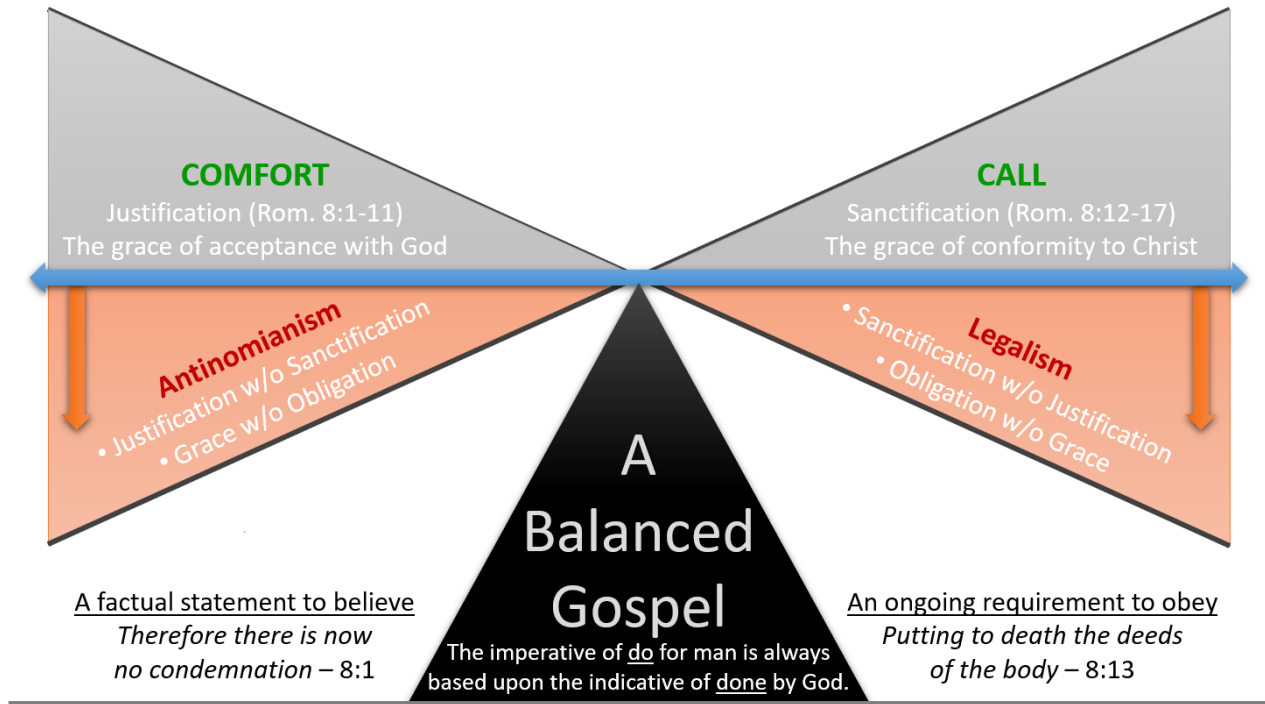 COMFORT
Justification (Rom. 8:1-11)
The grace of acceptance with God
CALL
Sanctification (Rom. 8:12-17)
The grace of conformity to Christ
Antinomianism
• Justification w/o Sanctification
• Grace w/o Obligation
Legalism
• Sanctification w/o Justification
• Obligation w/o Grace
A
Balanced
Gospel
The imperative of do for man is always
based upon the indicative of done by God.
A factual statement to believe
Therefore there is now
no condemnation – 8:1
An ongoing requirement to obey
Putting to death the deeds
of the body – 8:13